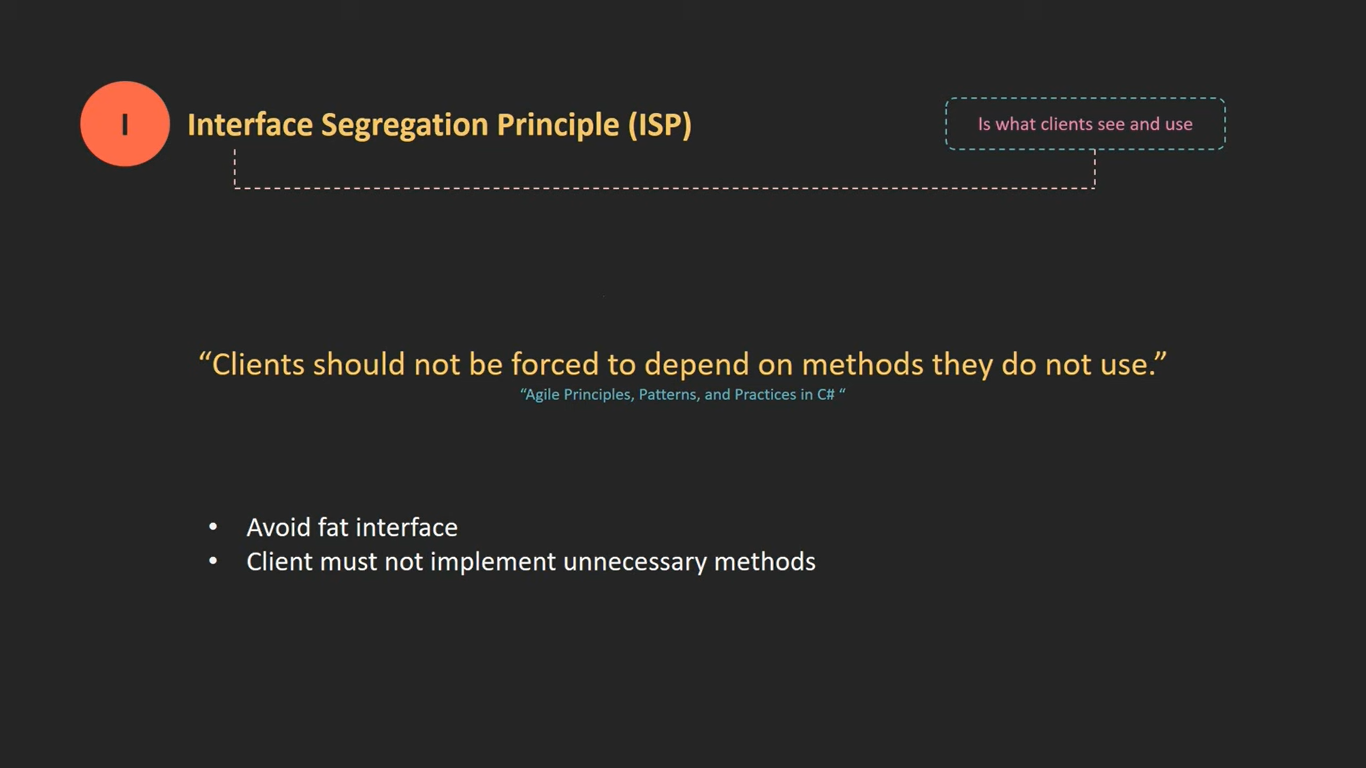 I
Interface Segregation Principle (ISP)
Is what clients see and use
“Clients should not be forced to depend on methods they do not use.”
“Agile Principles, Patterns, and Practices in C# “
• Avoid fat interface
• Client must not implement unnecessary methods